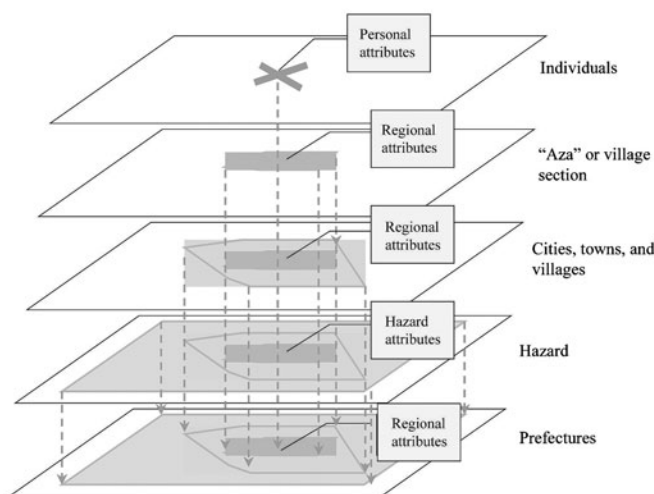 Personal
attributes
Individuals
Regional
attributes
“Aza” or village
section
Regional
attributes
Cities, towns, and
villages
Hazard
attributes
Hazard
Regional
attributes
Prefectures